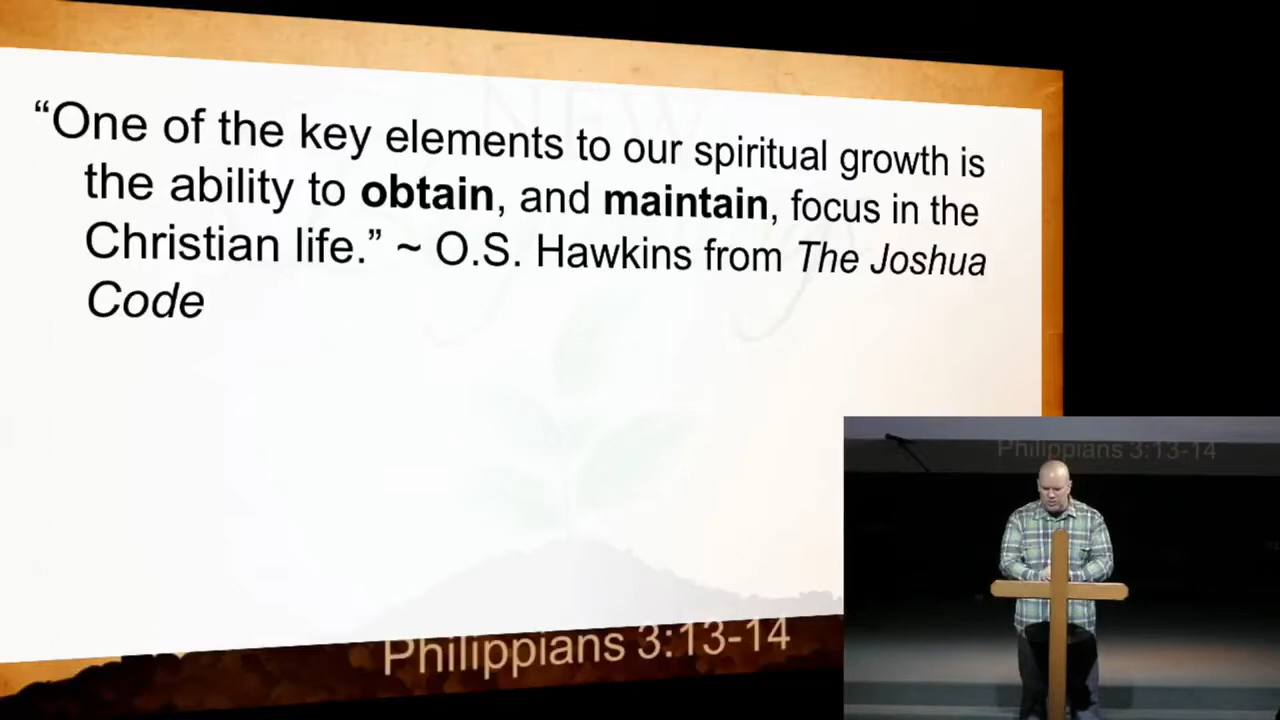 “One of the key elements to our spiritual growth is
the ability to obtain, and maintain, focus in the
Christian life.” ~ O.S. Hawkins from The Joshua
Code
NEW
Philippians 3:13-14
Philippians 3:13-14